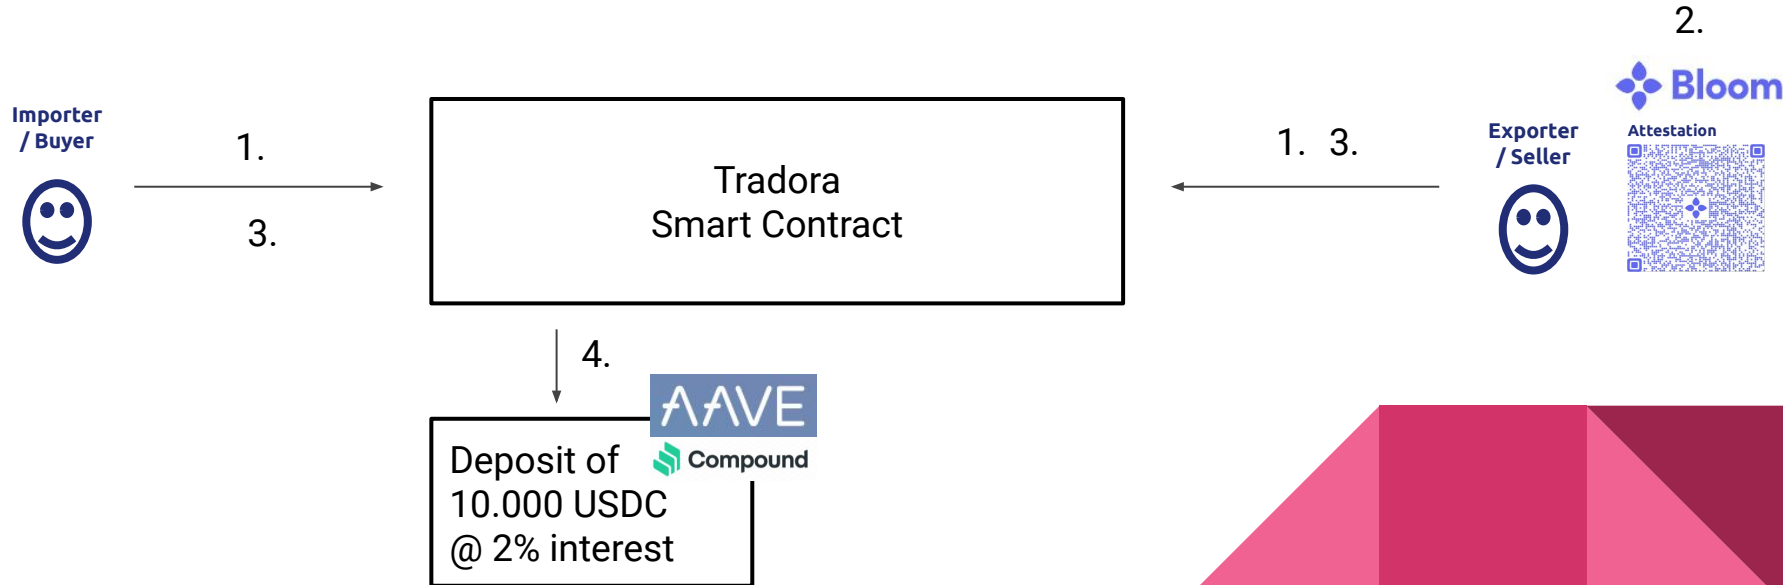 2.
Bloom
Importer
/ Buyer
1.
3.
Tradora
Smart Contract
1. 3.
Exporter
/ Seller
Attestation
4.
AAVE
Compound
Deposit of
10.000 USDC
@ 2% interest